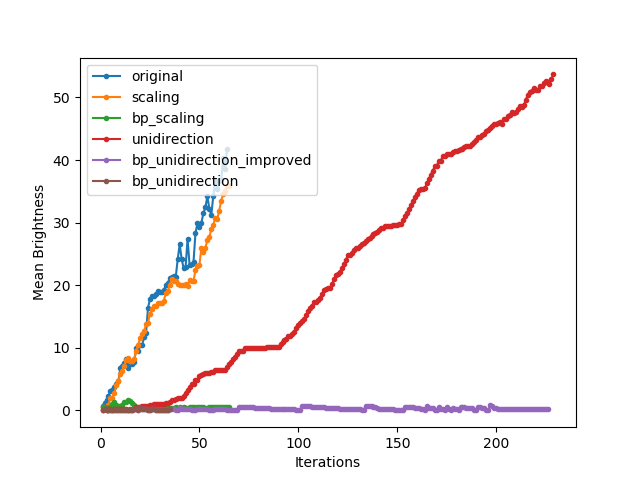 original
scaling
bp_scaling
unidirection
bp_unidirection_improved
bp_unidirection
Mean Brightness
50
40
30
20
10
0
0 50 100 150 200
Iterations